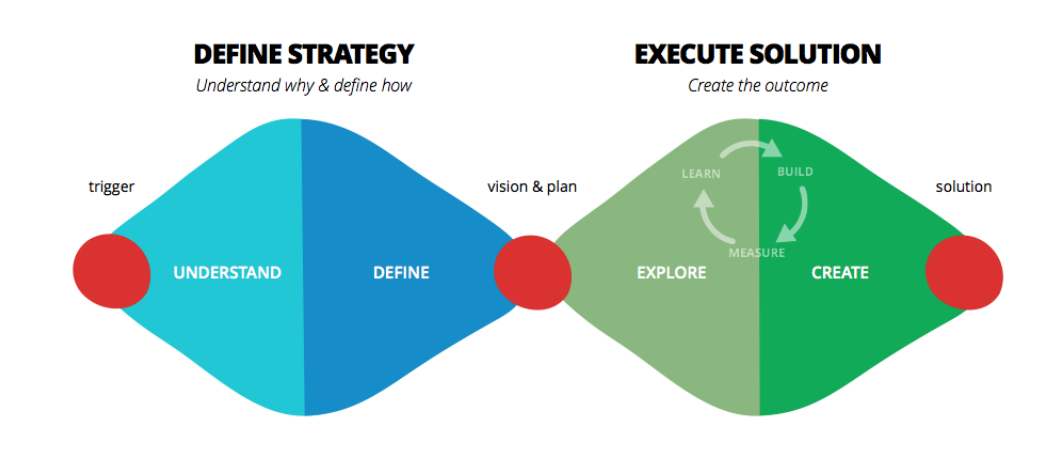 DEFINE STRATEGY
Understand why & define how
EXECUTE SOLUTION
Create the outcome
trigger
vision & plan
solution
LEARN
BUILD
MEASURE
UNDERSTAND
DEFINE
EXPLORE
CREATE